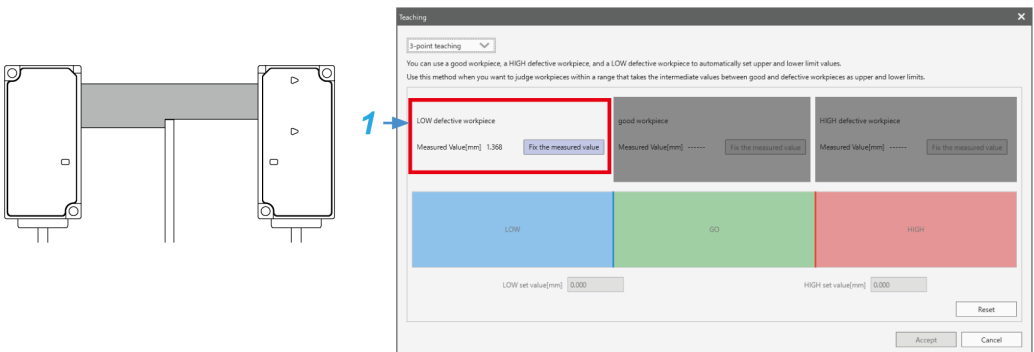 Teaching
3-point teaching
You can use a good workpiece, a HIGH defective workpiece, and a LOW defective workpiece to automatically set upper and lower limit values.
Use this method when you want to judge workpieces within a range that takes the intermediate values between good and defective workpieces as upper and lower limits.
1
LOW defective workpiece
Measured Value[mm] 1.368 Fix the measured value
good workpiece
Measured Value[mm] ------ Fix the measured value
HIGH defective workpiece
Measured Value[mm] ------ Fix the measured value
LOW GO HIGH
LOW set value[mm] 0.000 HIGH set value[mm] 0.000
Reset
Accept Cancel